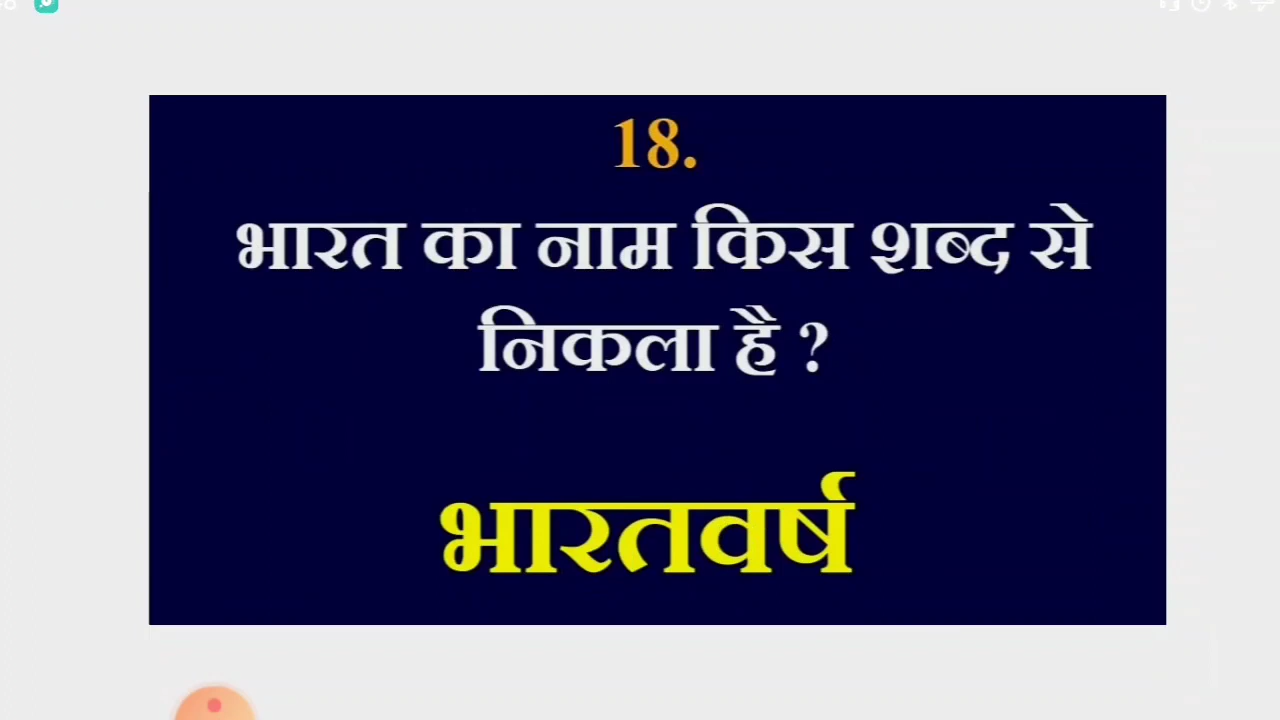 18.
भारत का नाम किस शब्द से
निकला है ?
भारतवर्ष